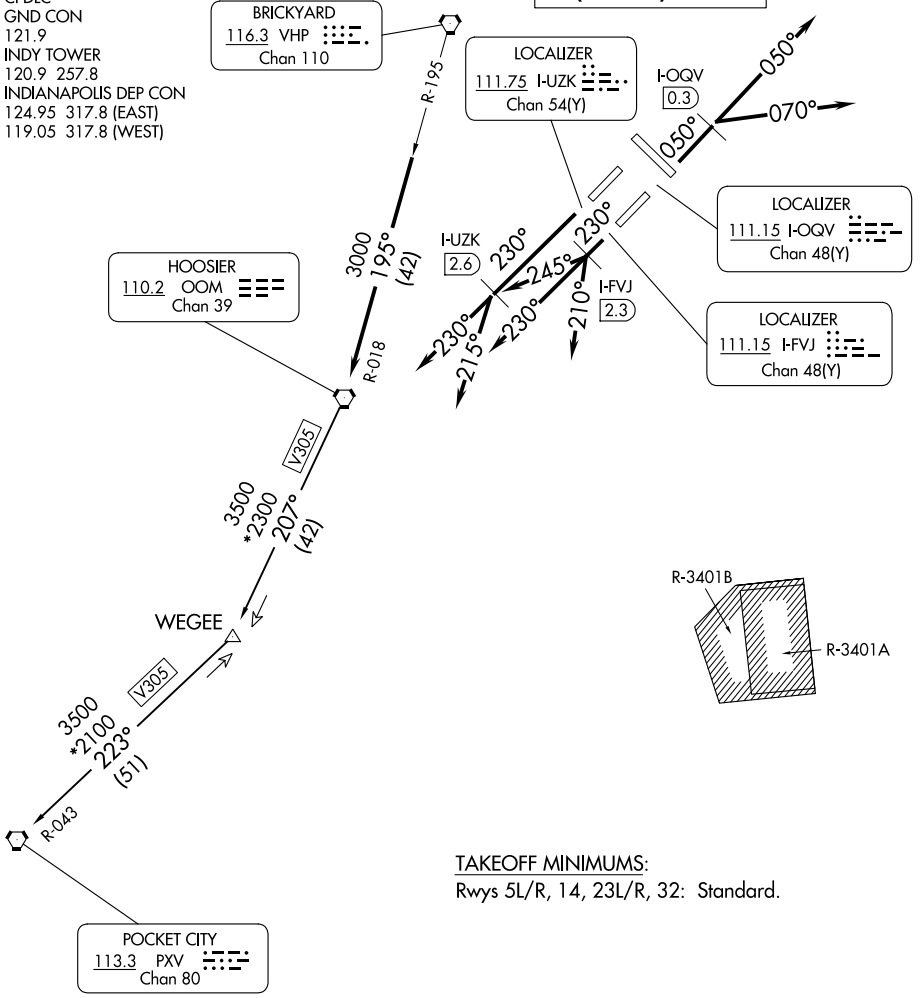 GND CON
121.9
INDY TOWER
120.9 257.8
INDIANAPOLIS DEP CON
124.95 317.8 (EAST)
119.05 317.8 (WEST)
BRICKYARD
116.3 VHP
Chan 110
R-195
LOCALIZER
111.75 I-UZK
Chan 54(Y)
I-OQV
0.3
050°
070°
050°
LOCALIZER
111.15 I-OQV
Chan 48(Y)
LOCALIZER
111.15 I-FVJ
Chan 48(Y)
I-UZK
2.6
230°
230°
245°
I-FVJ
2.3
230°
215°
230°
210°
3000
195°
(42)
HOOSIER
110.2 OOM
Chan 39
R-018
V305
3500
*2300
207°
(42)
WEGEE
V305
3500
*2100
223°
(51)
R-043
R-3401B
R-3401A
TAKEOFF MINIMUMS:
Rwys 5L/R, 14, 23L/R, 32: Standard.
POCKET CITY
113.3 PXV
Chan 80